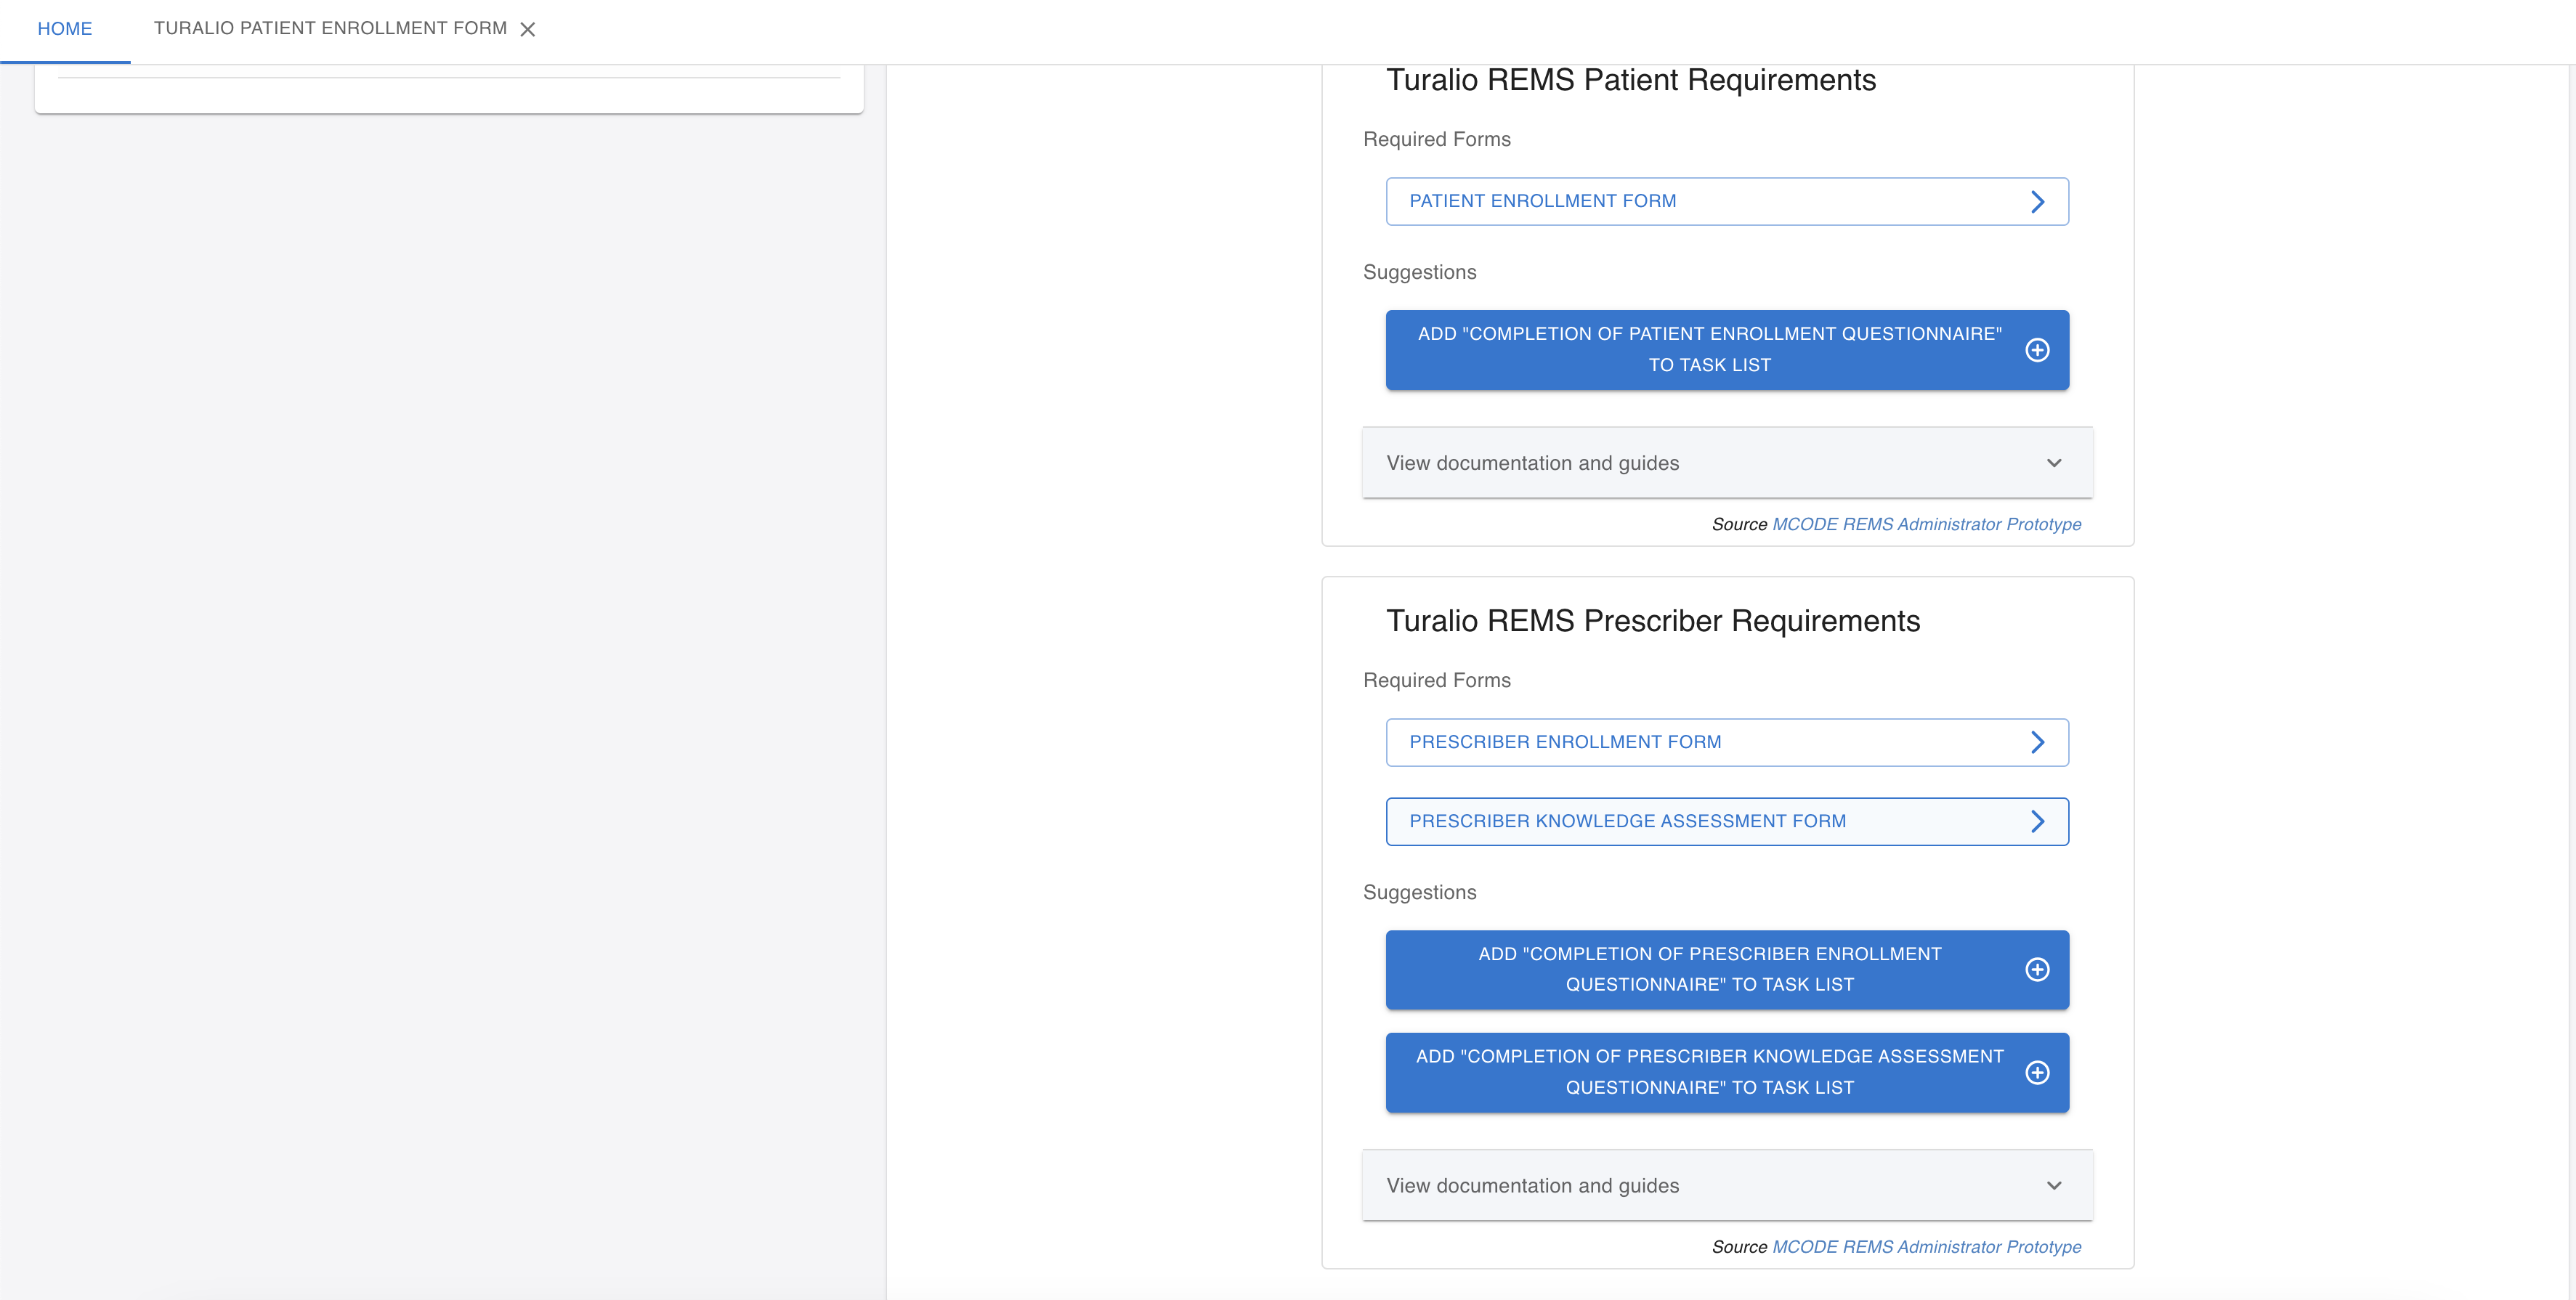 HOME
TURALIO PATIENT ENROLLMENT FORM
Turalio REMS Patient Requirements
Required Forms
PATIENT ENROLLMENT FORM
Suggestions
ADD "COMPLETION OF PATIENT ENROLLMENT QUESTIONNAIRE"
TO TASK LIST
View documentation and guides
Source MCODE REMS Administrator Prototype
Turalio REMS Prescriber Requirements
Required Forms
PRESCRIBER ENROLLMENT FORM
PRESCRIBER KNOWLEDGE ASSESSMENT FORM
Suggestions
ADD "COMPLETION OF PRESCRIBER ENROLLMENT
QUESTIONNAIRE" TO TASK LIST
ADD "COMPLETION OF PRESCRIBER KNOWLEDGE ASSESSMENT
QUESTIONNAIRE" TO TASK LIST
View documentation and guides
Source MCODE REMS Administrator Prototype